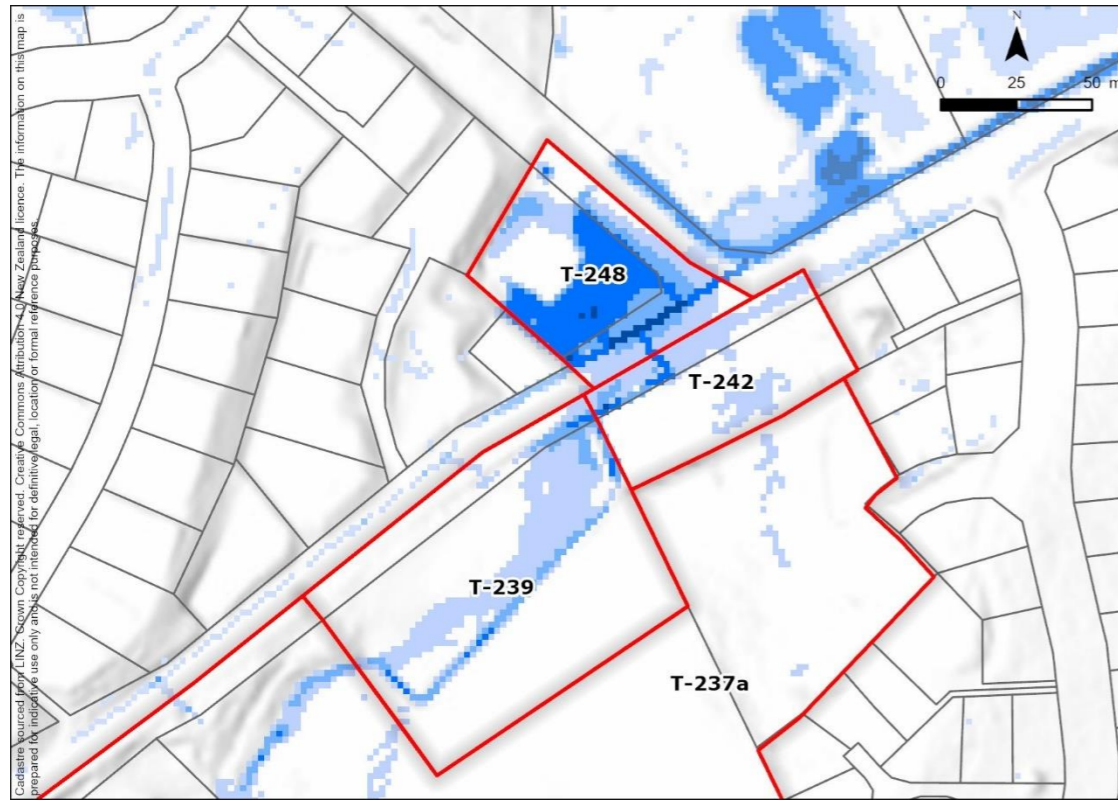 Cadastre sourced from LINZ. Crown Copyright reserved. Creative Commons Attribution 4.0 New Zealand licence. The information on this map is
prepared for indicative use only and is not intended for definitive legal, location or formal reference purposes.
N
0 25 50 m
T-248
T-242
T-239
T-237a